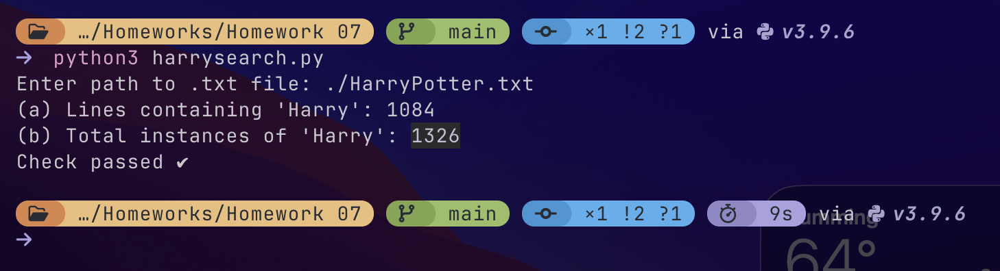 …/Homeworks/Homework 07 main ×1 !2 ?1 via v3.9.6
→ python3 harrysearch.py
Enter path to .txt file: ./HarryPotter.txt
(a) Lines containing 'Harry': 1084
(b) Total instances of 'Harry': 1326
Check passed ✔
…/Homeworks/Homework 07 main ×1 !2 ?1 9s via v3.9.6
→
64°